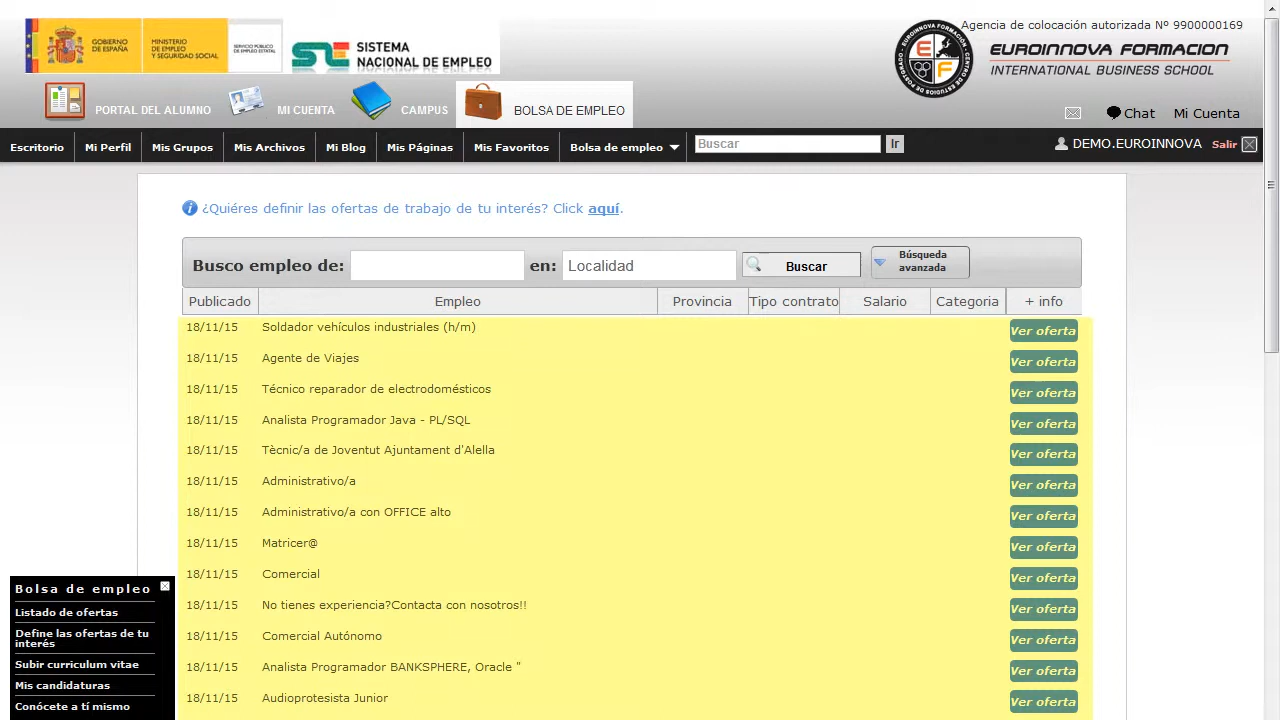 GOBIERNO DE ESPAÑA
MINISTERIO DE EMPLEO Y SEGURIDAD SOCIAL
SERVICIO PÚBLICO DE EMPLEO ESTATAL
SISTEMA NACIONAL DE EMPLEO
Agencia de colocación autorizada Nº 9900000169
EUROINNOVA FORMACION
INTERNATIONAL BUSINESS SCHOOL
PORTAL DEL ALUMNO
MI CUENTA
CAMPUS
BOLSA DE EMPLEO
Chat
Mi Cuenta
Escritorio
Mi Perfil
Mis Grupos
Mis Archivos
Mi Blog
Mis Páginas
Mis Favoritos
Bolsa de empleo
Buscar
Ir
DEMO.EUROINNOVA
Salir
¿Quiéres definir las ofertas de trabajo de tu interés? Click aquí.
Busco empleo de:
en:
Localidad
Buscar
Búsqueda avanzada
Publicado Empleo Provincia Tipo contrato Salario Categoria + info
18/11/15 Soldador vehículos industriales (h/m) Ver oferta
18/11/15 Agente de Viajes Ver oferta
18/11/15 Técnico reparador de electrodomésticos Ver oferta
18/11/15 Analista Programador Java - PL/SQL Ver oferta
18/11/15 Tècnic/a de Joventut Ajuntament d'Alella Ver oferta
18/11/15 Administrativo/a Ver oferta
18/11/15 Administrativo/a con OFFICE alto Ver oferta
18/11/15 Matricer@ Ver oferta
18/11/15 Comercial Ver oferta
18/11/15 No tienes experiencia?Contacta con nosotros!! Ver oferta
18/11/15 Comercial Autónomo Ver oferta
18/11/15 Analista Programador BANKSPHERE, Oracle " Ver oferta
18/11/15 Audioprotesista Junior Ver oferta
Bolsa de empleo
Listado de ofertas
Define las ofertas de tu
interés
Subir curriculum vitae
Mis candidaturas
Conócete a tí mismo